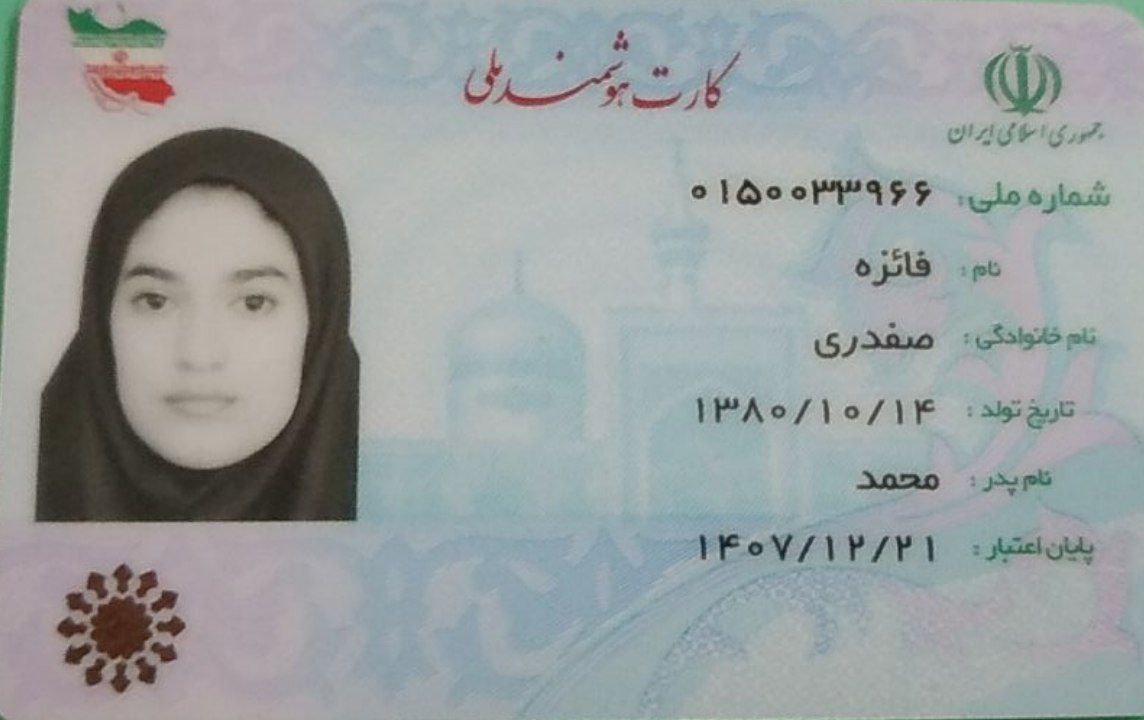 کارت هوشمند ملی
جمهوری اسلامی ایران
شماره ملی: ۰۱۵۰۰۳۳۹۶۶
نام: فائزه
نام خانوادگی: صفدری
تاریخ تولد: ۱۳۸۰/۱۰/۱۴
نام پدر: محمد
پایان اعتبار: ۱۴۰۷/۱۲/۲۱